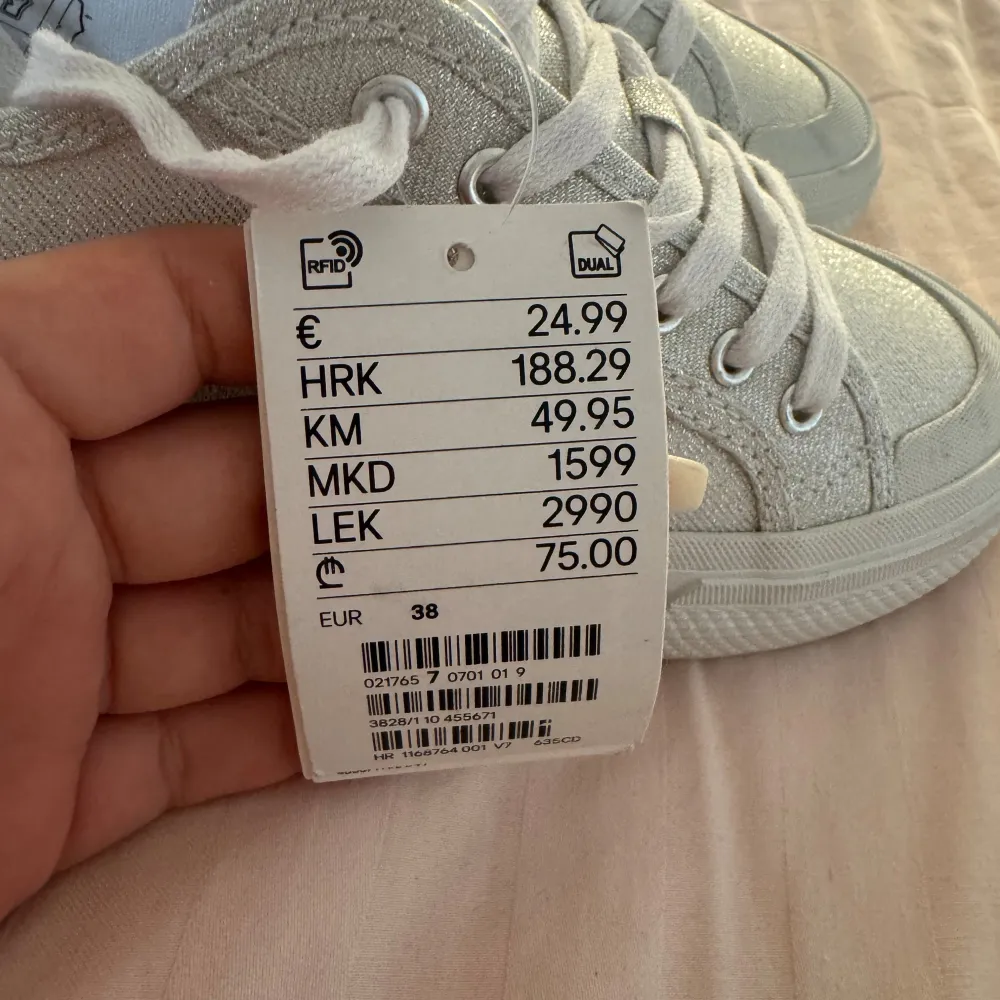 RFID
DUAL
€ 24.99
HRK 188.29
KM 49.95
MKD 1599
LEK 2990
₾ 75.00
EUR 38
021765 7 0701 01 9
3828/1 10 455671
HR 1168764 001 V7 635CD